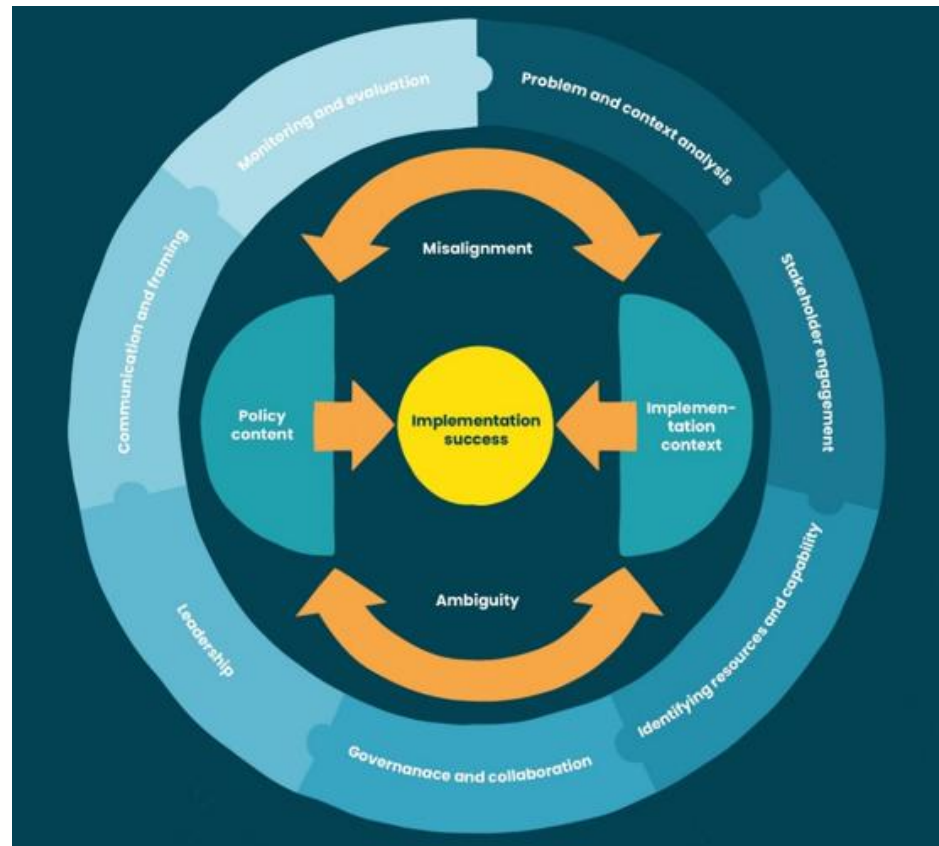 Monitoring and evaluation
Problem and context analysis
Stakeholder engagement
Identifying resources and capability
Governanace and collaboration
Leadership
Communication and framing
Misalignment
Policy
content
Implementation
success
Implemen-
tation
context
Ambiguity